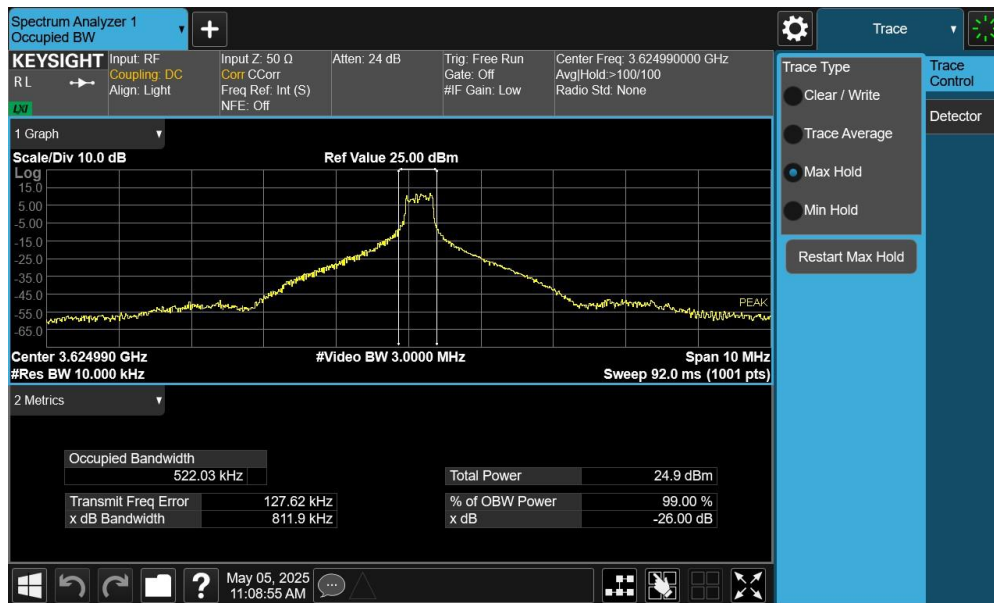 Spectrum Analyzer 1
Occupied BW
+
Trace
KEYSIGHT
R L
LXI
Input: RF
Coupling: DC
Align: Light
Input Z: 50 Ω
Corr CCorr
Freq Ref: Int (S)
NFE: Off
Atten: 24 dB
Trig: Free Run
Gate: Off
#IF Gain: Low
Center Freq: 3.624990000 GHz
Avg|Hold:>100/100
Radio Std: None
Trace Type
Clear / Write
Trace Average
Max Hold
Min Hold
Restart Max Hold
Trace
Control
Detector
1 Graph
Scale/Div 10.0 dB
Ref Value 25.00 dBm
Log
15.0
5.00
-5.00
-15.0
-25.0
-35.0
-45.0
-55.0
-65.0
PEAK
Center 3.624990 GHz
#Video BW 3.0000 MHz
Span 10 MHz
#Res BW 10.000 kHz
Sweep 92.0 ms (1001 pts)
2 Metrics
Occupied Bandwidth
522.03 kHz
Total Power 24.9 dBm
Transmit Freq Error 127.62 kHz
% of OBW Power 99.00 %
x dB Bandwidth 811.9 kHz
x dB -26.00 dB
?
May 05, 2025
11:08:55 AM